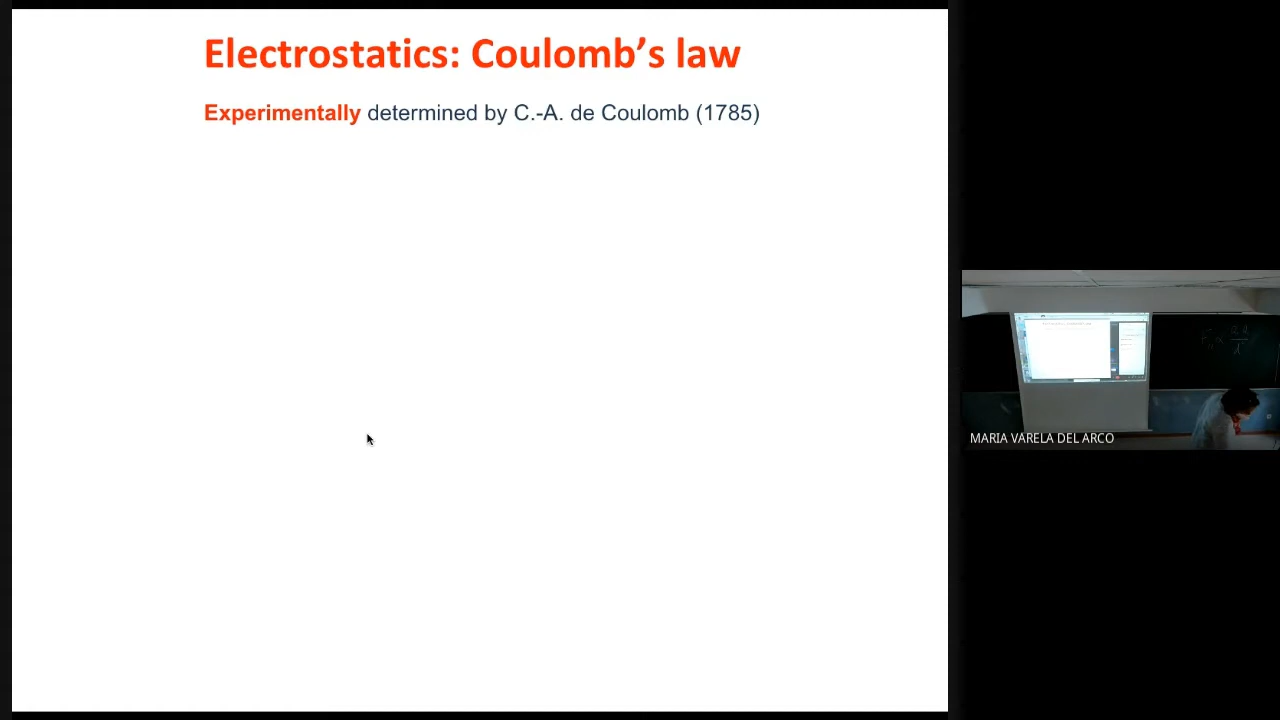 Electrostatics: Coulomb’s law
Experimentally determined by C.-A. de Coulomb (1785)
MARIA VARELA DEL ARCO